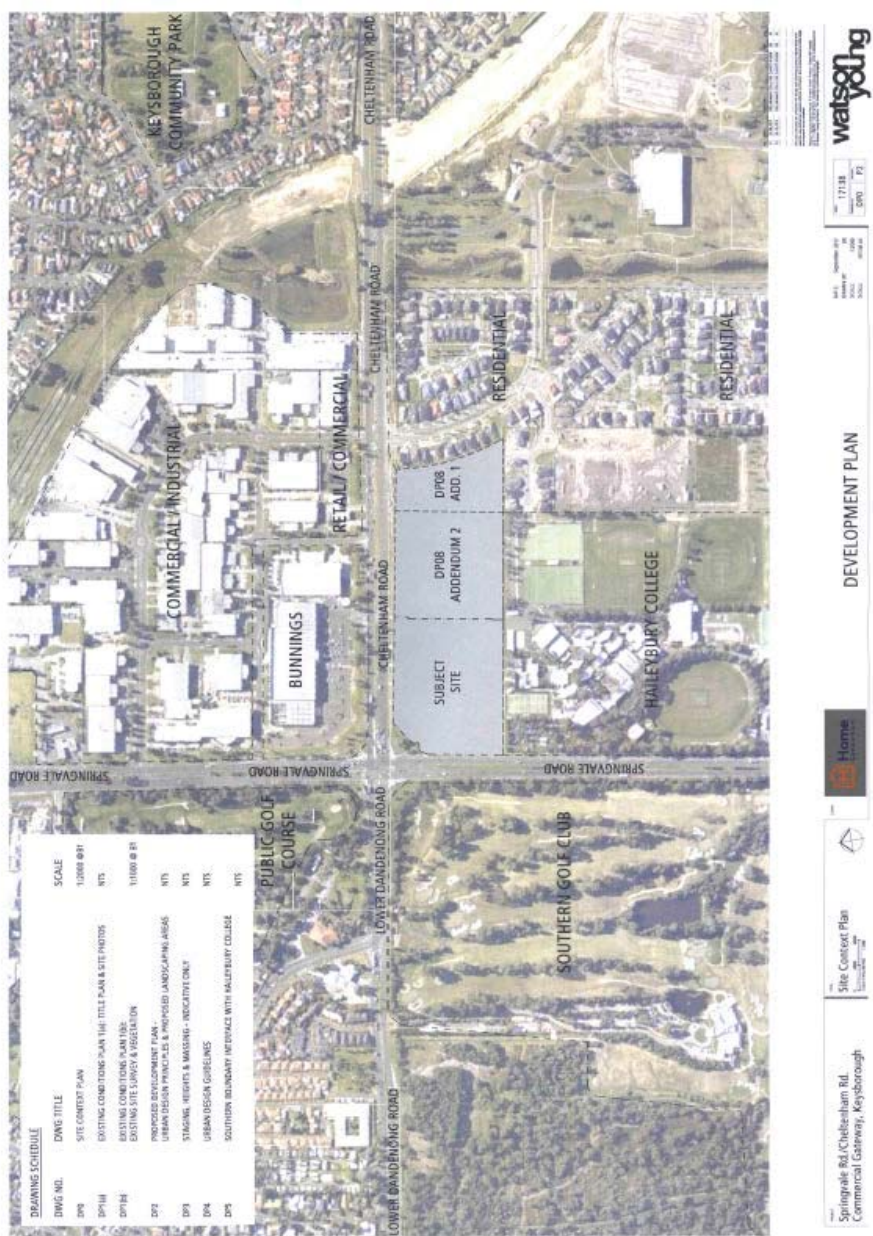 DRAWING SCHEDULE
DWG NO. DWG TITLE SCALE
DP0 SITE CONTEXT PLAN 1:2000 @B1
DP1(a) EXISTING CONDITIONS PLAN 1(a): TITLE PLAN & SITE PHOTOS NTS
DP1(b) EXISTING CONDITIONS PLAN 1(b):
EXISTING SITE SURVEY & VEGETATION 1:1000 @ B1
DP2 PROPOSED DEVELOPMENT PLAN -
URBAN DESIGN PRINCIPLES & PROPOSED LANDSCAPING AREAS NTS
DP3 STAGING, HEIGHTS & MASSING - INDICATIVE ONLY NTS
DP4 URBAN DESIGN GUIDELINES NTS
DP5 SOUTHERN BOUNDARY INTERFACE WITH HAILEYBURY COLLEGE NTS
SPRINGVALE ROAD
SPRINGVALE ROAD
SPRINGVALE ROAD
SPRINGVALE ROAD
PUBLIC GOLF
COURSE
LOWER DANDENONG ROAD
LOWER DANDENONG ROAD
SOUTHERN GOLF CLUB
COMMERCIAL / INDUSTRIAL
BUNNINGS
RETAIL / COMMERCIAL
KEYSBOROUGH
COMMUNITY PARK
CHELTENHAM ROAD
CHELTENHAM ROAD
CHELTENHAM ROAD
SUBJECT
SITE
DP08
ADDENDUM 2
DP08
ADD. 1
RESIDENTIAL
RESIDENTIAL
HAILEYBURY COLLEGE
Springvale Rd./Cheltenham Rd.
Commercial Gateway, Keysborough
Site Context Plan
Home
DEVELOPMENT PLAN
17138
DP0 P2
watson
young